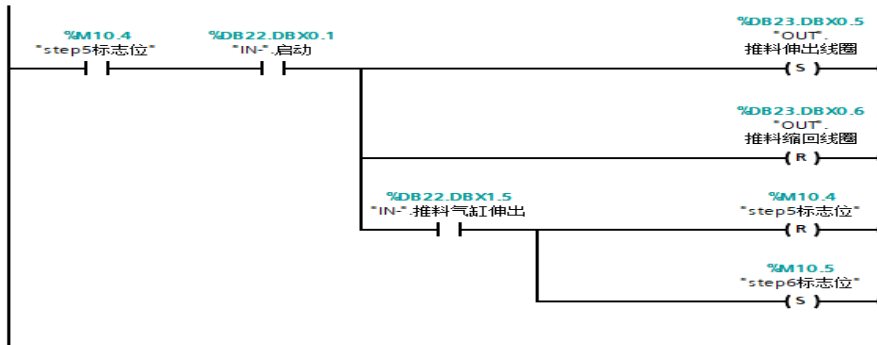 %M10.4
"step5标志位"
%DB22.DBX0.1
"IN-".启动
%DB23.DBX0.5
"OUT".
推料伸出线圈
S
%DB23.DBX0.6
"OUT".
推料缩回线圈
R
%DB22.DBX1.5
"IN-".推料气缸伸出
%M10.4
"step5标志位"
R
%M10.5
"step6标志位"
S